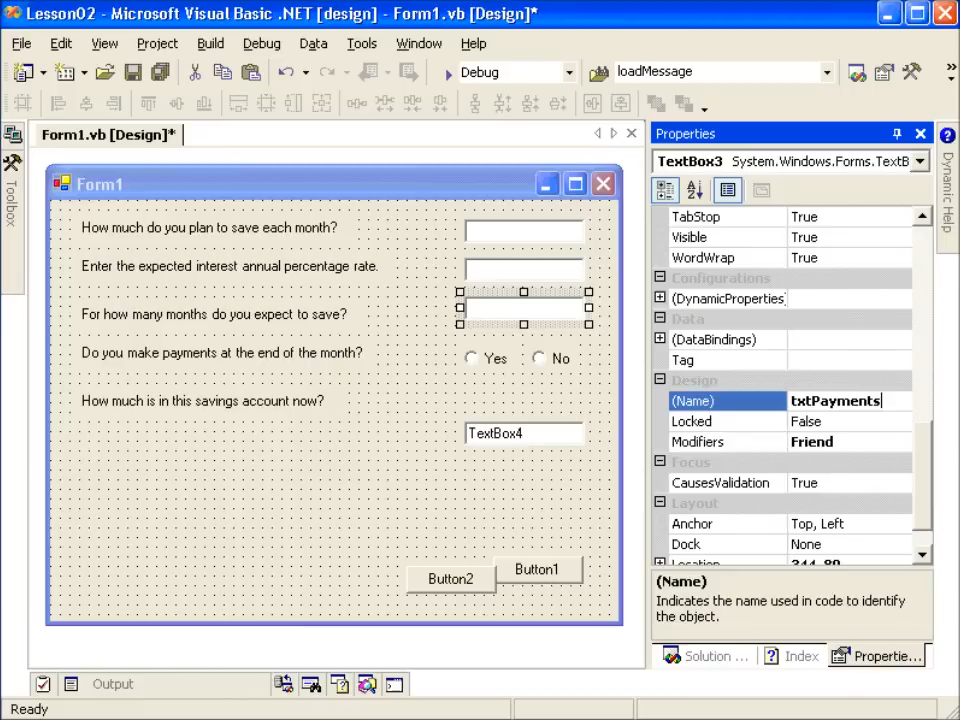 Lesson02 - Microsoft Visual Basic .NET [design] - Form1.vb [Design]*
File Edit View Project Build Debug Data Tools Window Help
Debug
loadMessage
Form1.vb [Design]*
Toolbox
Form1
How much do you plan to save each month?
Enter the expected interest annual percentage rate.
For how many months do you expect to save?
Do you make payments at the end of the month?
Yes No
How much is in this savings account now?
TextBox4
Button2
Button1
Properties
TextBox3 System.Windows.Forms.TextB
TabStop True
Visible True
WordWrap True
Configurations
(DynamicProperties)
Data
(DataBindings)
Tag
Design
(Name) txtPayments
Locked False
Modifiers Friend
Focus
CausesValidation True
Layout
Anchor Top, Left
Dock None
Location 344, 80
(Name)
Indicates the name used in code to identify
the object.
Solution ... Index Propertie...
Dynamic Help
Output
Ready